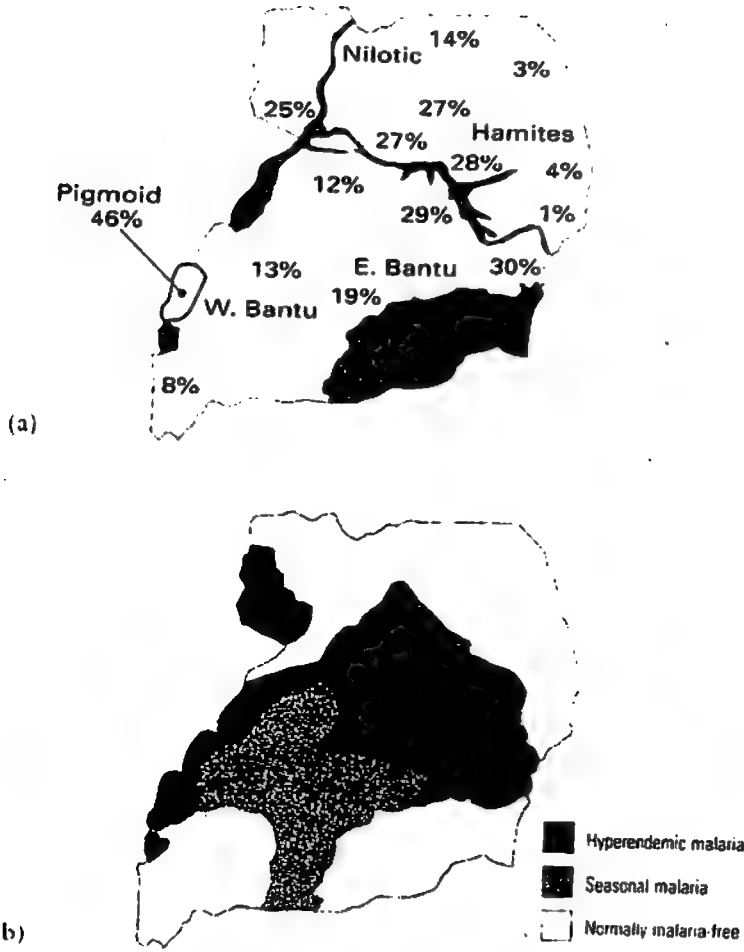 14%
Nilotic
3%
25%
27%
27%
Hamites
28%
4%
Pigmoid
46%
12%
29%
1%
13%
E. Bantu
30%
19%
W. Bantu
8%
(a)
b)
Hyperendemic malaria
Seasonal malaria
Normally malaria-free